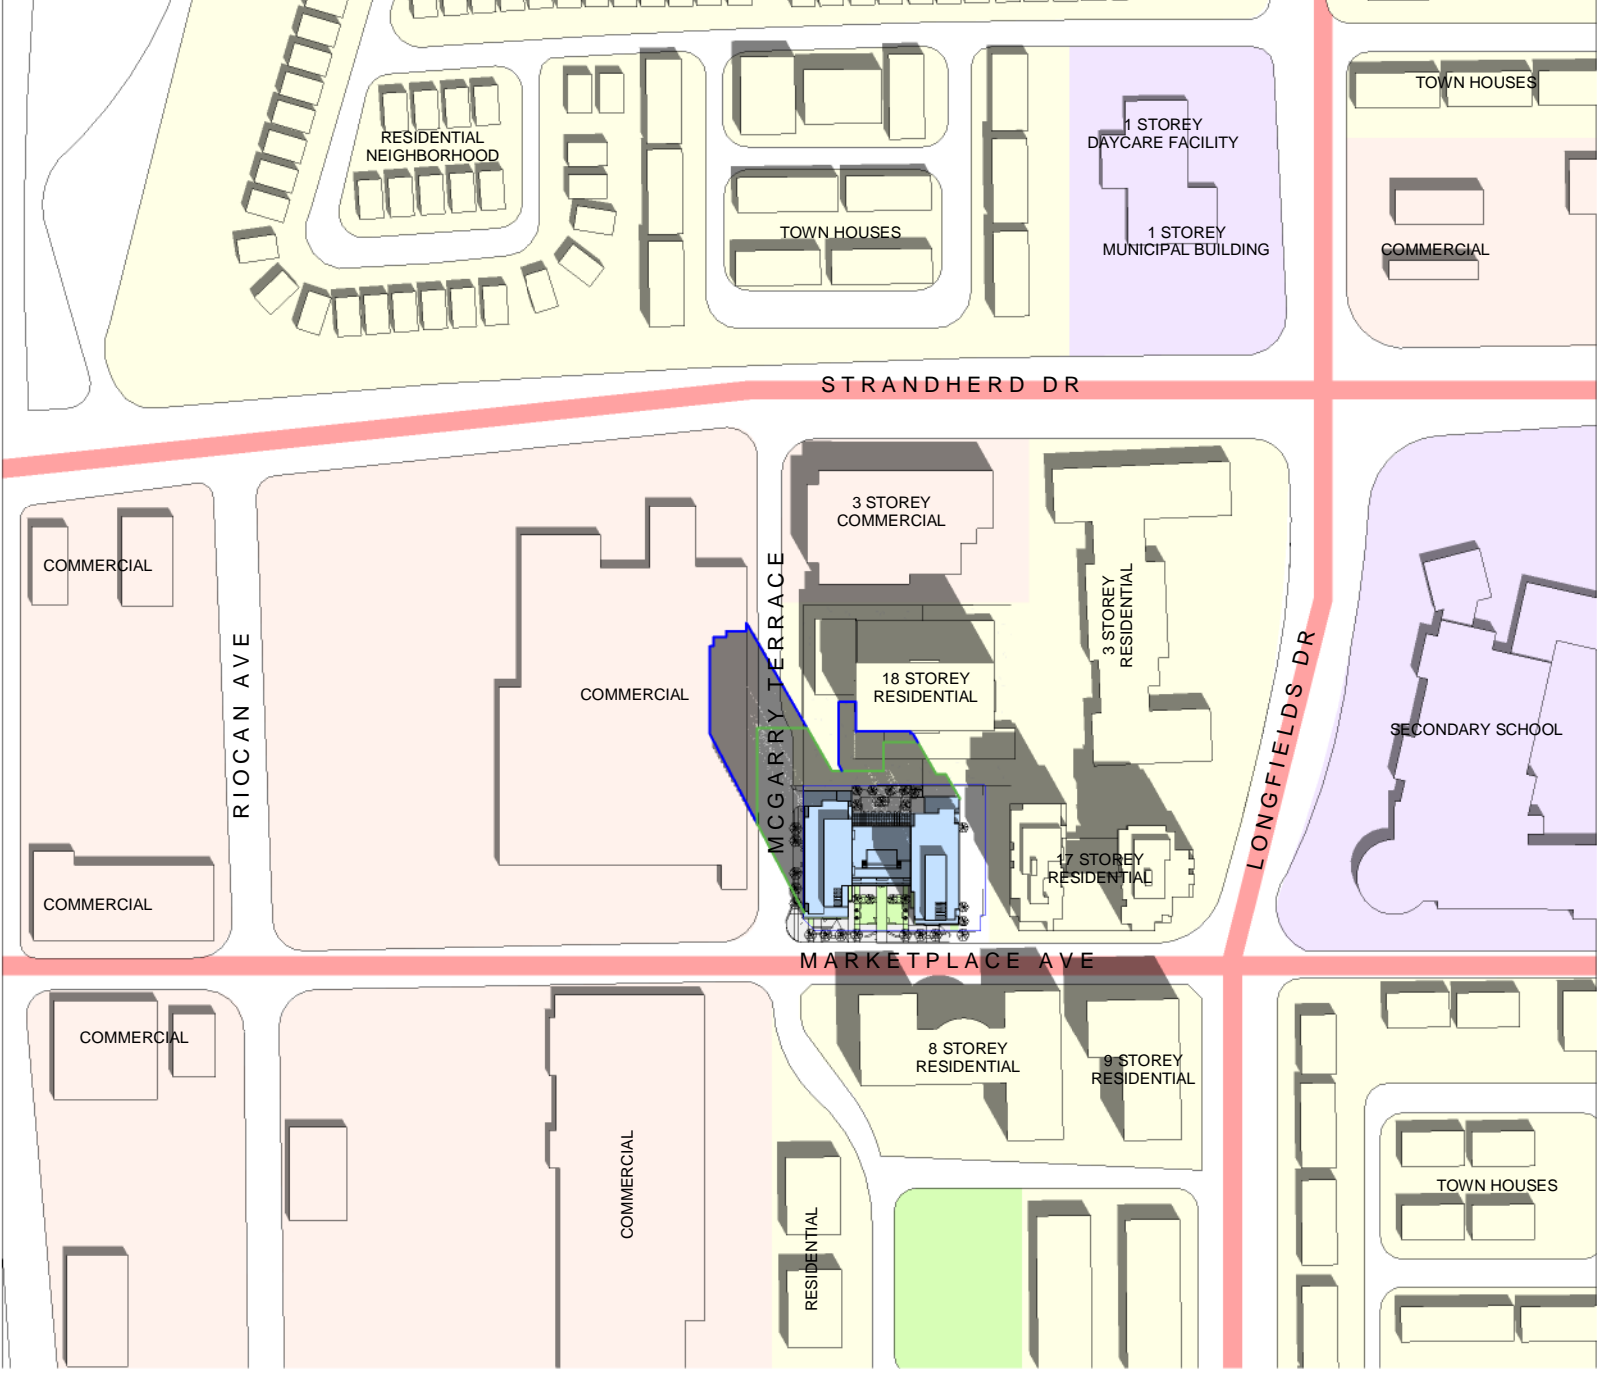 TOWN HOUSES
1 STOREY
DAYCARE FACILITY
RESIDENTIAL
NEIGHBORHOOD
TOWN HOUSES
1 STOREY
MUNICIPAL BUILDING
COMMERCIAL
STRANDHERD DR
3 STOREY
COMMERCIAL
COMMERCIAL
3 STOREY
RESIDENTIAL
RIOCAN AVE
MCGARRY TERRACE
COMMERCIAL
18 STOREY
RESIDENTIAL
LONGFIELDS DR
SECONDARY SCHOOL
17 STOREY
RESIDENTIAL
COMMERCIAL
MARKETPLACE AVE
COMMERCIAL
8 STOREY
RESIDENTIAL
9 STOREY
RESIDENTIAL
COMMERCIAL
TOWN HOUSES
RESIDENTIAL